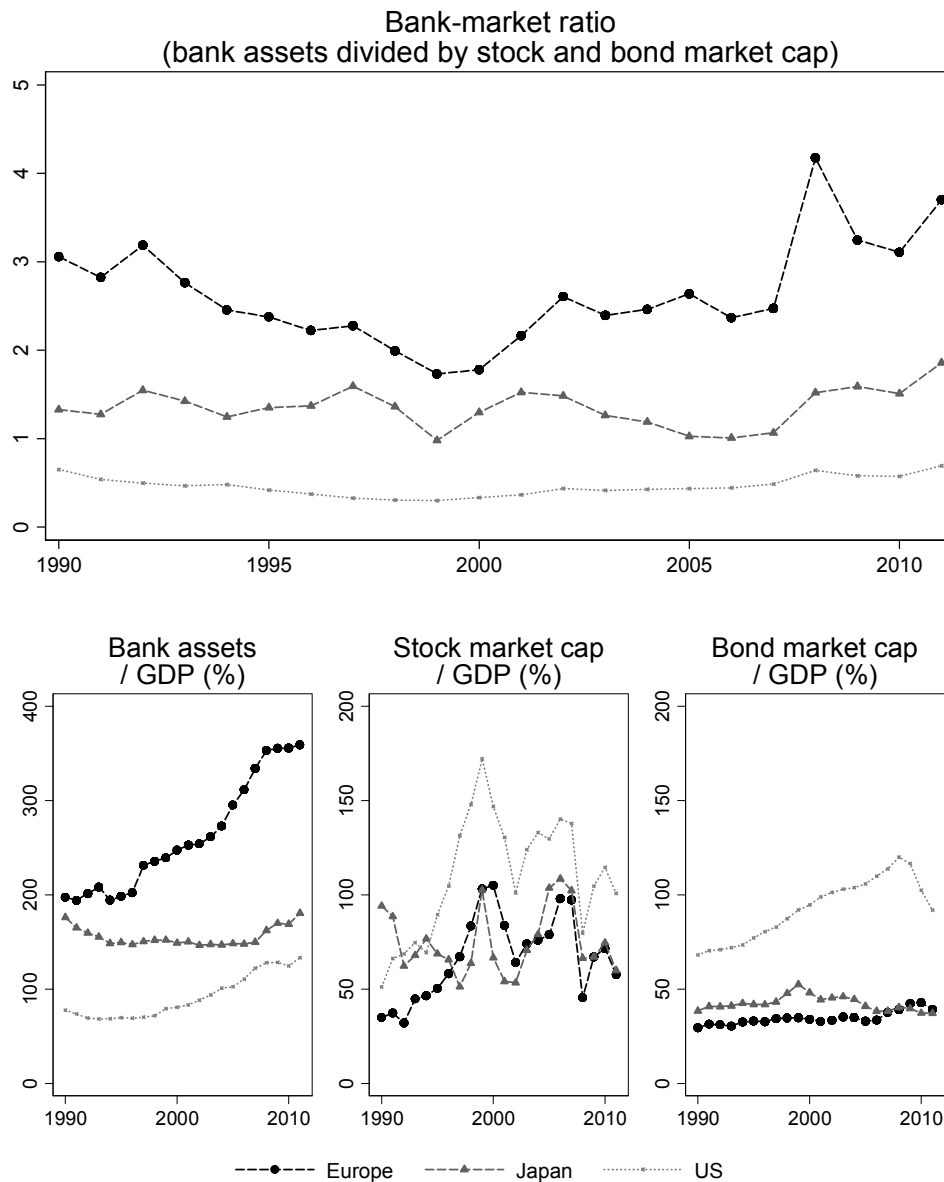 Bank-market ratio
(bank assets divided by stock and bond market cap)
5
4
3
2
1
0
1990 1995 2000 2005 2010
Bank assets
/ GDP (%)
400
300
200
100
0
1990 2000 2010
Stock market cap
/ GDP (%)
200
150
100
50
0
1990 2000 2010
Bond market cap
/ GDP (%)
200
150
100
50
0
1990 2000 2010
Europe Japan US